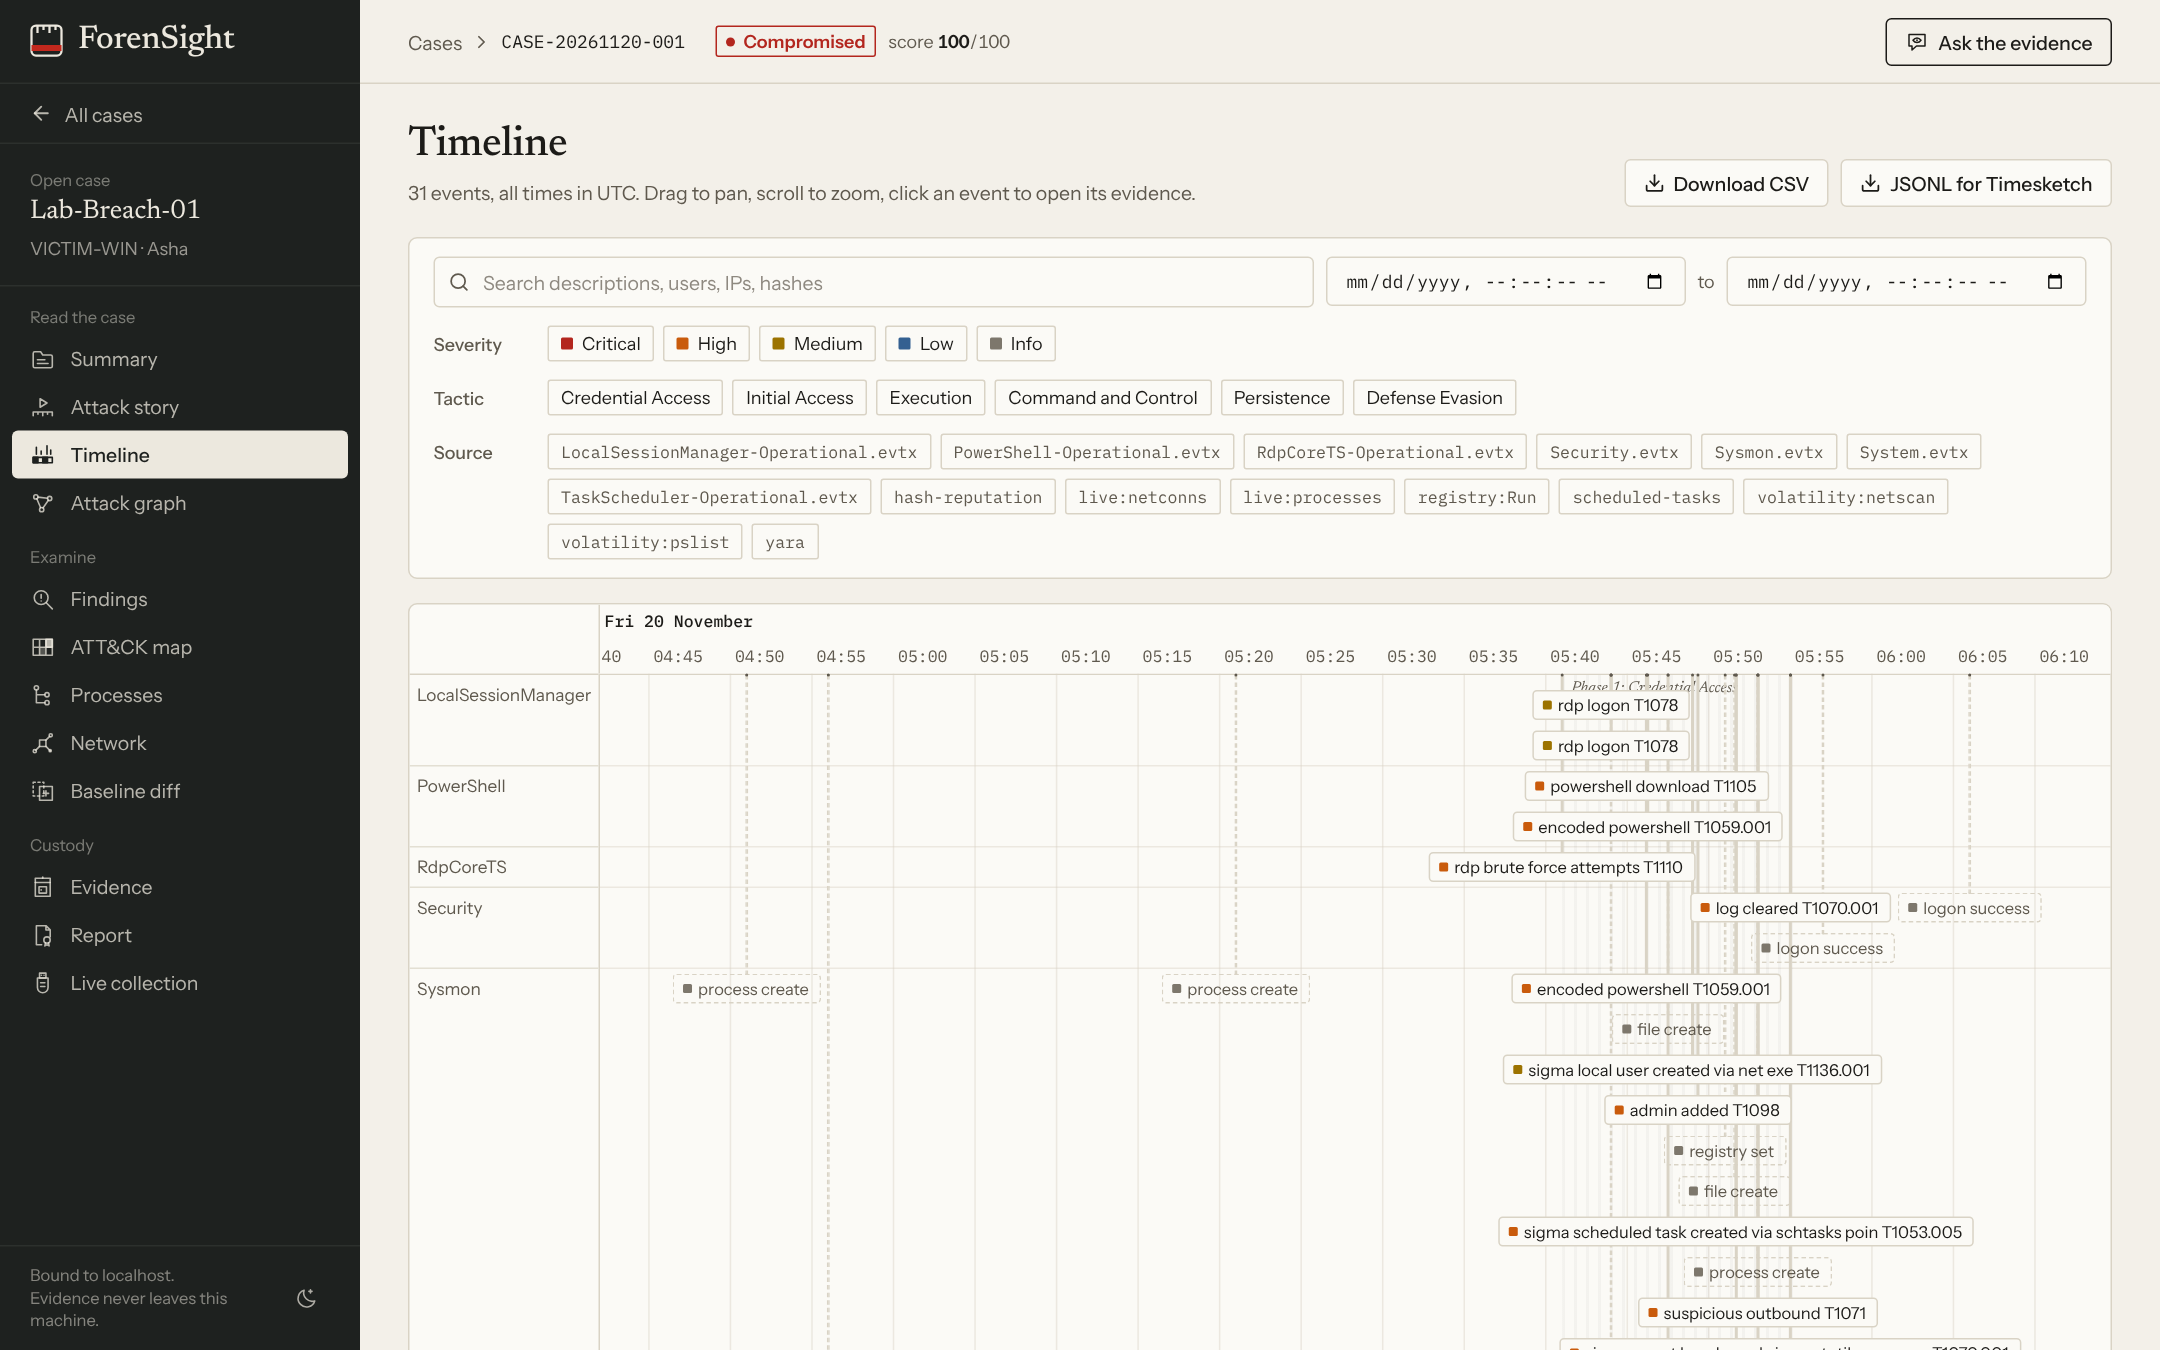 ForenSight
All cases
Open case
Lab-Breach-01
VICTIM-WIN · Asha
Read the case
Summary
Attack story
Timeline
Attack graph
Examine
Findings
ATT&CK map
Processes
Network
Baseline diff
Custody
Evidence
Report
Live collection
Bound to localhost.
Evidence never leaves this
machine.
Cases > CASE-20261120-001 Compromised score 100/100
Ask the evidence
Timeline
31 events, all times in UTC. Drag to pan, scroll to zoom, click an event to open its evidence.
Download CSV JSONL for Timesketch
Search descriptions, users, IPs, hashes mm/dd/yyyy, --:--:-- -- to mm/dd/yyyy, --:--:-- --
Severity Critical High Medium Low Info
Tactic Credential Access Initial Access Execution Command and Control Persistence Defense Evasion
Source LocalSessionManager-Operational.evtx PowerShell-Operational.evtx RdpCoreTS-Operational.evtx Security.evtx Sysmon.evtx System.evtx
TaskScheduler-Operational.evtx hash-reputation live:netconns live:processes registry:Run scheduled-tasks volatility:netscan
volatility:pslist yara
Fri 20 November
40 04:45 04:50 04:55 05:00 05:05 05:10 05:15 05:20 05:25 05:30 05:35 05:40 05:45 05:50 05:55 06:00 06:05 06:10
Phase 1: Credential Access
LocalSessionManager rdp logon T1078
rdp logon T1078
PowerShell powershell download T1105
encoded powershell T1059.001
RdpCoreTS rdp brute force attempts T1110
Security log cleared T1070.001 logon success
logon success
Sysmon process create process create encoded powershell T1059.001
file create
sigma local user created via net exe T1136.001
admin added T1098
registry set
file create
sigma scheduled task created via schtasks poin T1053.005
process create
suspicious outbound T1071